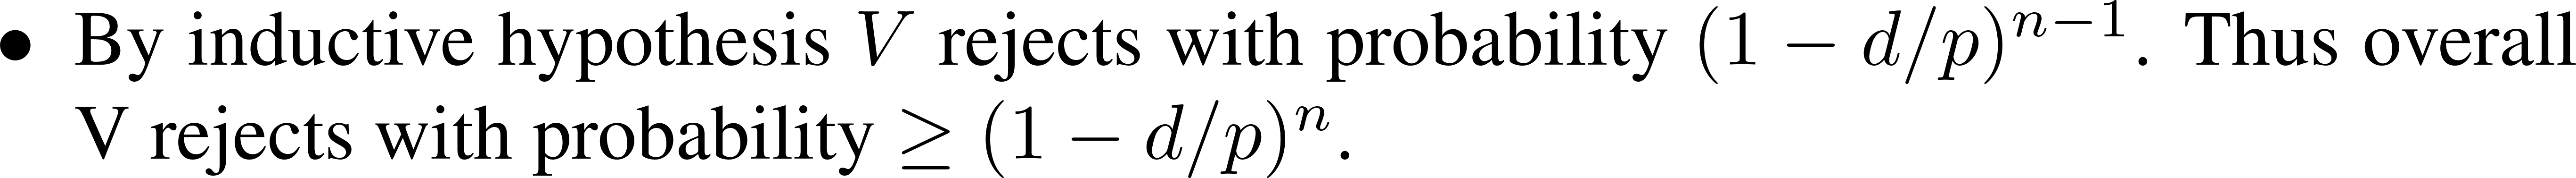 • By inductive hypothesis V rejects with probability (1 − d/p)^{n−1}. Thus overall
V rejects with probability ≥ (1 − d/p)^n.